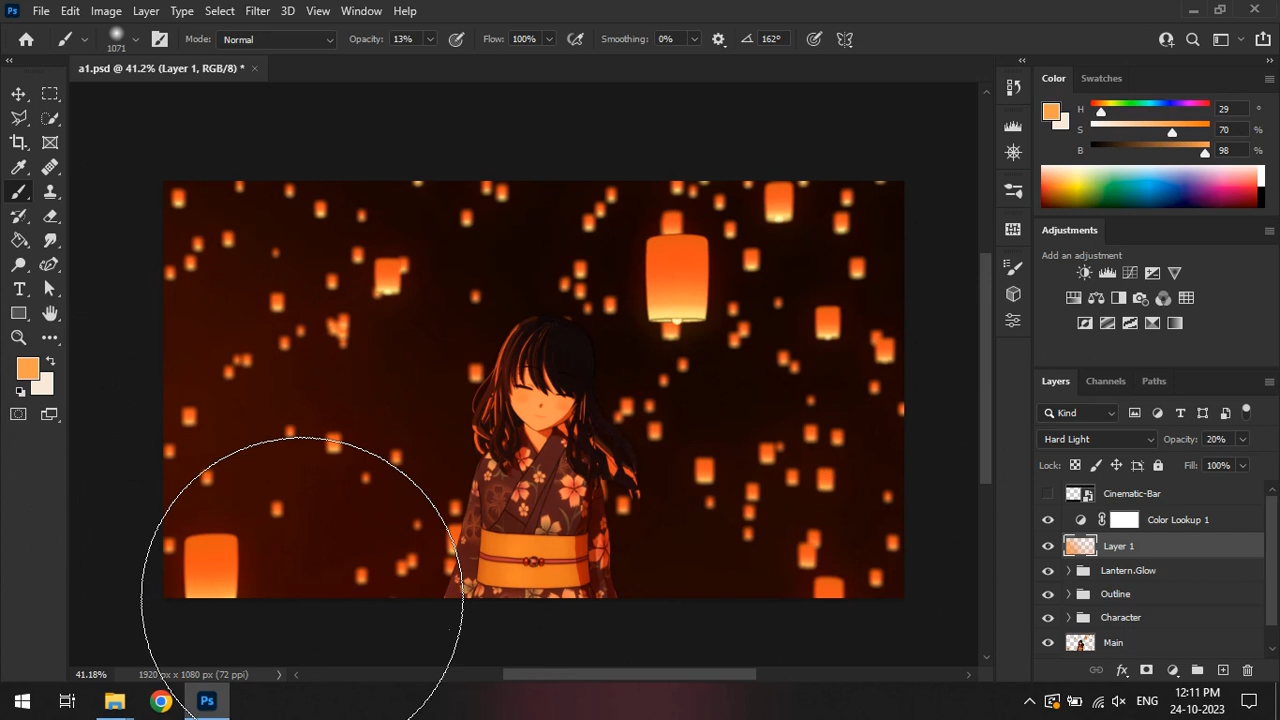 Ps File Edit Image Layer Type Select Filter 3D View Window Help
1071 Mode: Normal Opacity: 13% Flow: 100% Smoothing: 0% 162°
a1.psd @ 41.2% (Layer 1, RGB/8) *
Color Swatches
H 29 °
S 70 %
B 98 %
Adjustments
Add an adjustment
Layers Channels Paths
Kind
Hard Light Opacity: 20%
Lock: Fill: 100%
Cinematic-Bar
Color Lookup 1
Layer 1
Lantern.Glow
Outline
Character
Main
41.18% 1920 px x 1080 px (72 ppi)
Ps ENG 12:11 PM
24-10-2023